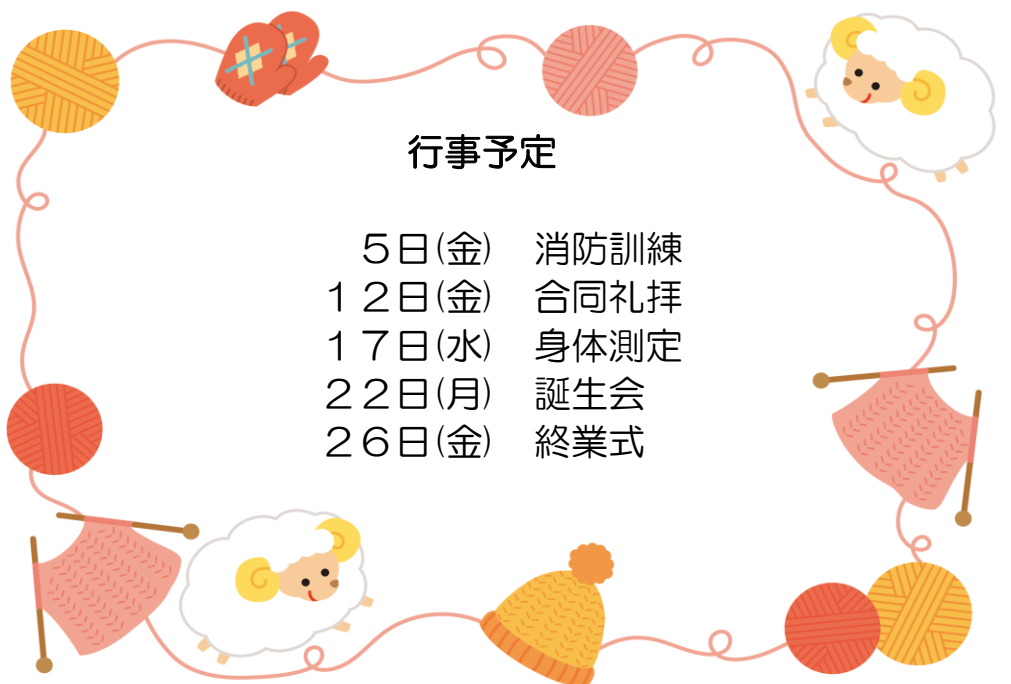 行事予定
５日(金)　消防訓練
１２日(金)　合同礼拝
１７日(水)　身体測定
２２日(月)　誕生会
２６日(金)　終業式